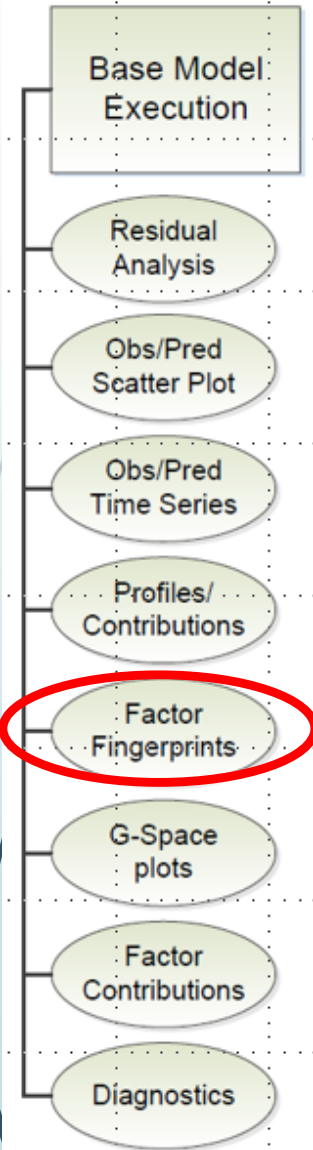 Base Model
Execution
Residual
Analysis
Obs/Pred
Scatter Plot
Obs/Pred
Time Series
Profiles/
Contributions
Factor
Fingerprints
G-Space
plots
Factor
Contributions
Diagnostics